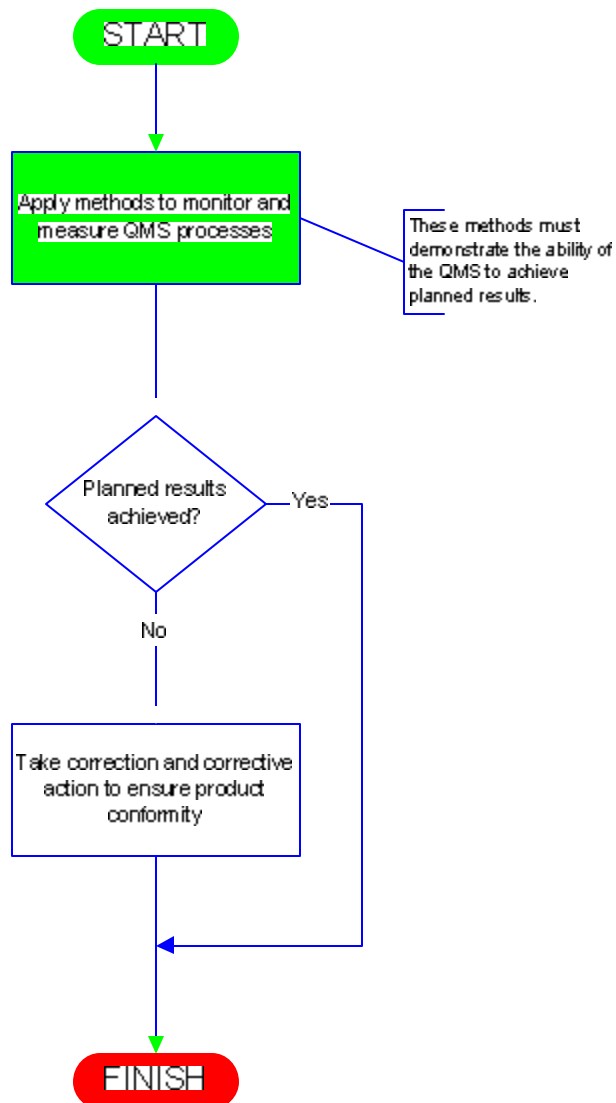 START
Apply methods to monitor and
measure QMS processes
These methods must
demonstrate the ability of
the QMS to achieve
planned results.
Planned results
achieved?
Yes
No
Take correction and corrective
action to ensure product
conformity
FINISH